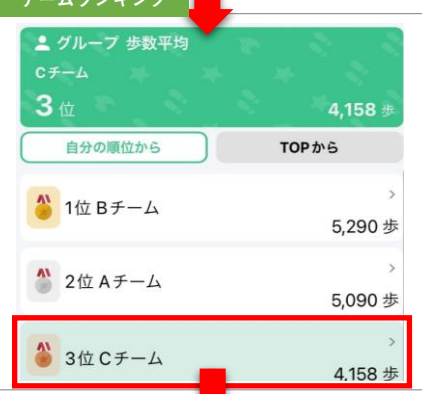 チームランキング
グループ 歩数平均
Cチーム
3 位
4,158 歩
自分の順位から
TOPから
1位 Bチーム
5,290 歩
2位 Aチーム
5,090 歩
3位 Cチーム
4,158 歩